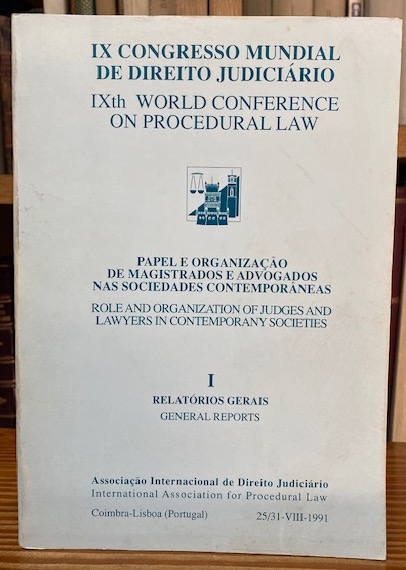 IX CONGRESSO MUNDIAL
DE DIREITO JUDICIÁRIO
IXth WORLD CONFERENCE
ON PROCEDURAL LAW
PAPEL E ORGANIZAÇÃO
DE MAGISTRADOS E ADVOGADOS
NAS SOCIEDADES CONTEMPORÂNEAS
ROLE AND ORGANIZATION OF JUDGES AND
LAWYERS IN CONTEMPORANY SOCIETIES
I
RELATÓRIOS GERAIS
GENERAL REPORTS
Associação Internacional de Direito Judiciário
International Association for Procedural Law
Coimbra-Lisboa (Portugal) 25/31-VIII-1991